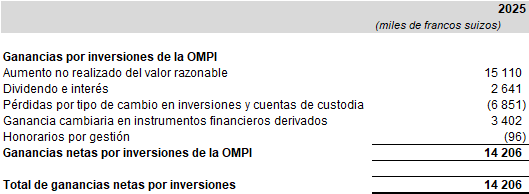 2025
(miles de francos suizos)
Ganancias por inversiones de la OMPI
Aumento no realizado del valor razonable 15 110
Dividendo e interés 2 641
Pérdidas por tipo de cambio en inversiones y cuentas de custodia (6 851)
Ganancia cambiaria en instrumentos financieros derivados 3 402
Honorarios por gestión (96)
Ganancias netas por inversiones de la OMPI 14 206
Total de ganancias netas por inversiones 14 206